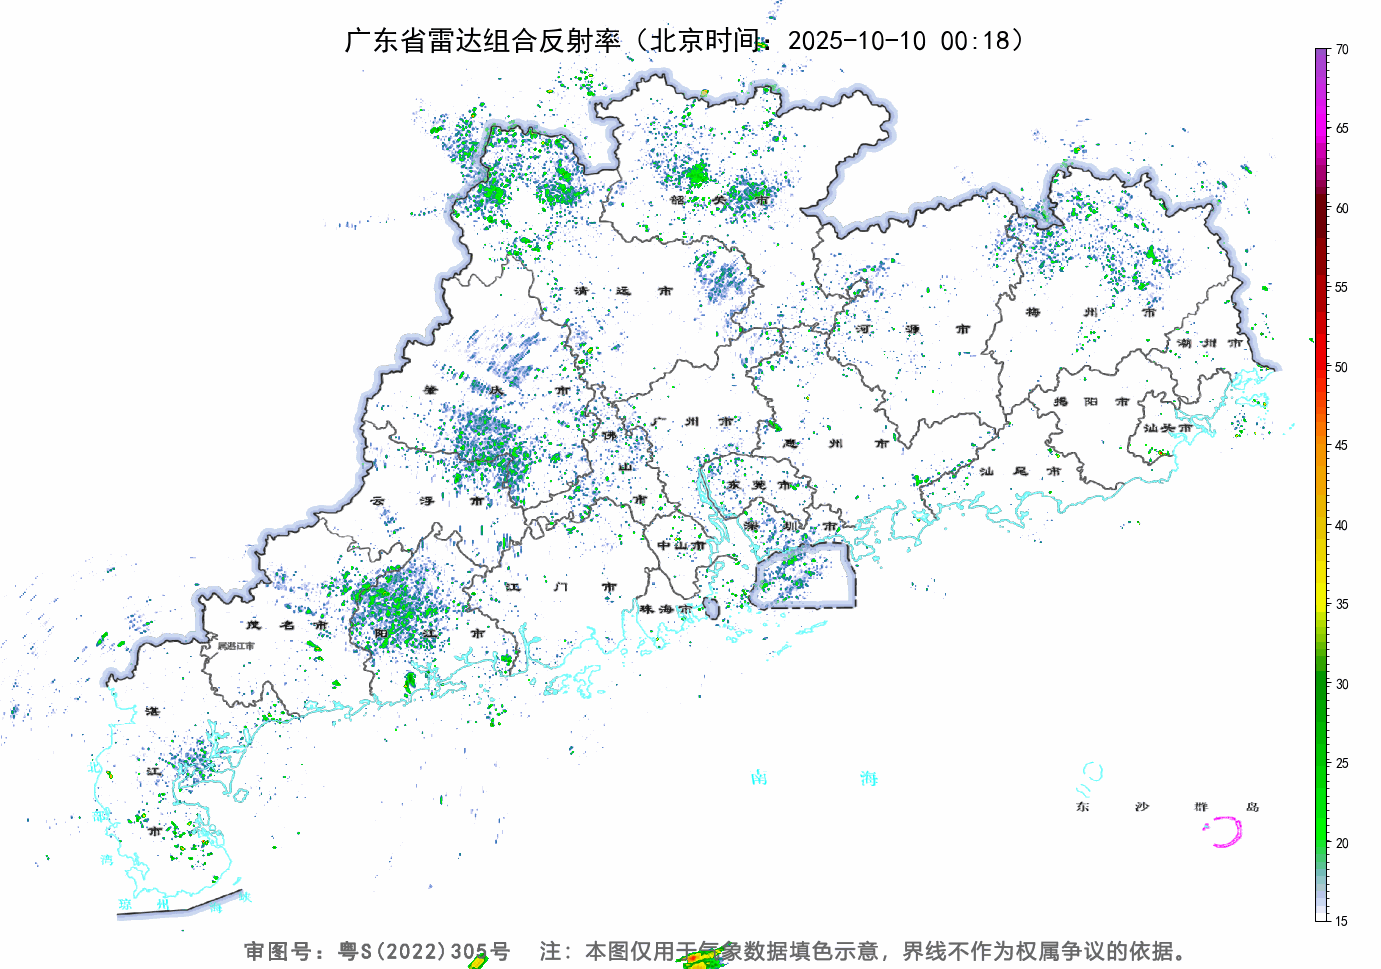 广东省雷达组合反射率（北京时间：2025-10-10 00:18）
70
65
60
55
50
45
40
35
30
25
20
15
韶关市
清远市
河源市
梅州市
潮州市
肇庆市
广州市
佛山市
惠州市
揭阳市
汕头市
汕尾市
东莞市
云浮市
深圳市
中山市
江门市
珠海市
茂名市
阳江市
属湛江市
湛江市
南海
东沙群岛
北部湾
琼州海峡
审图号：粤S(2022)305号 注：本图仅用于气象数据填色示意，界线不作为权属争议的依据。